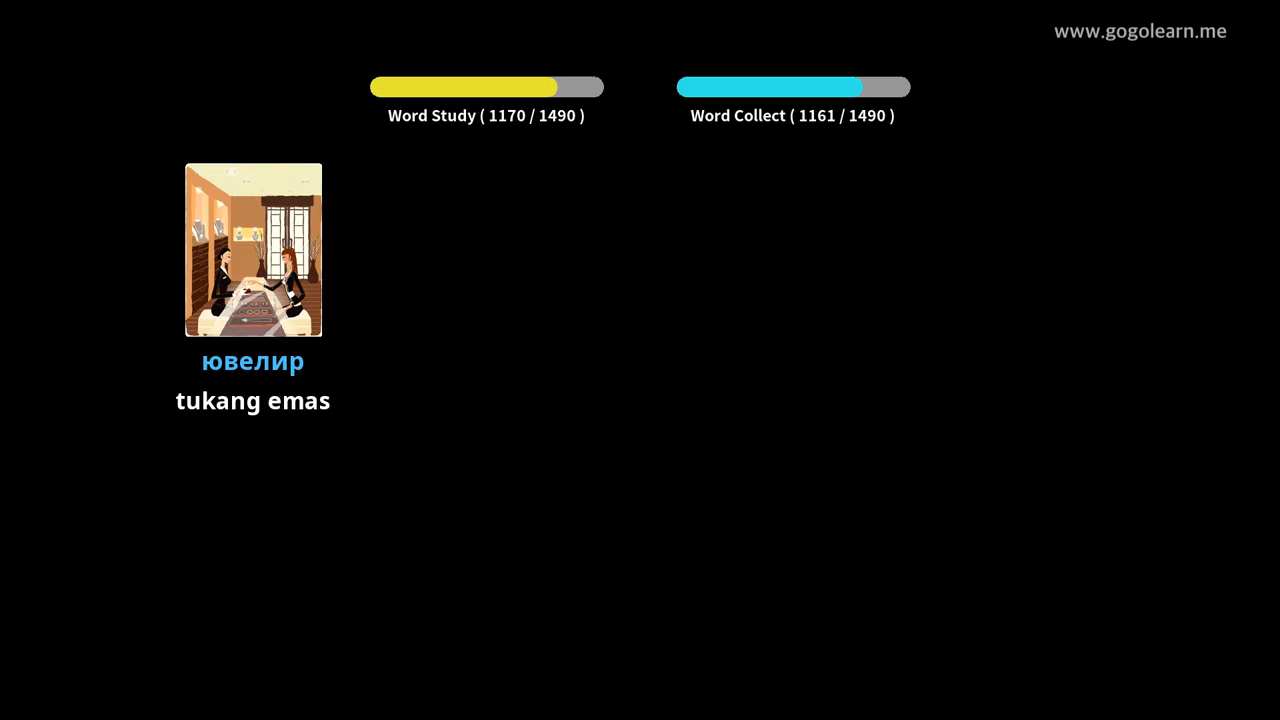 www.gogolearn.me
Word Study ( 1170 / 1490 )
Word Collect ( 1161 / 1490 )
ювелир
tukang emas